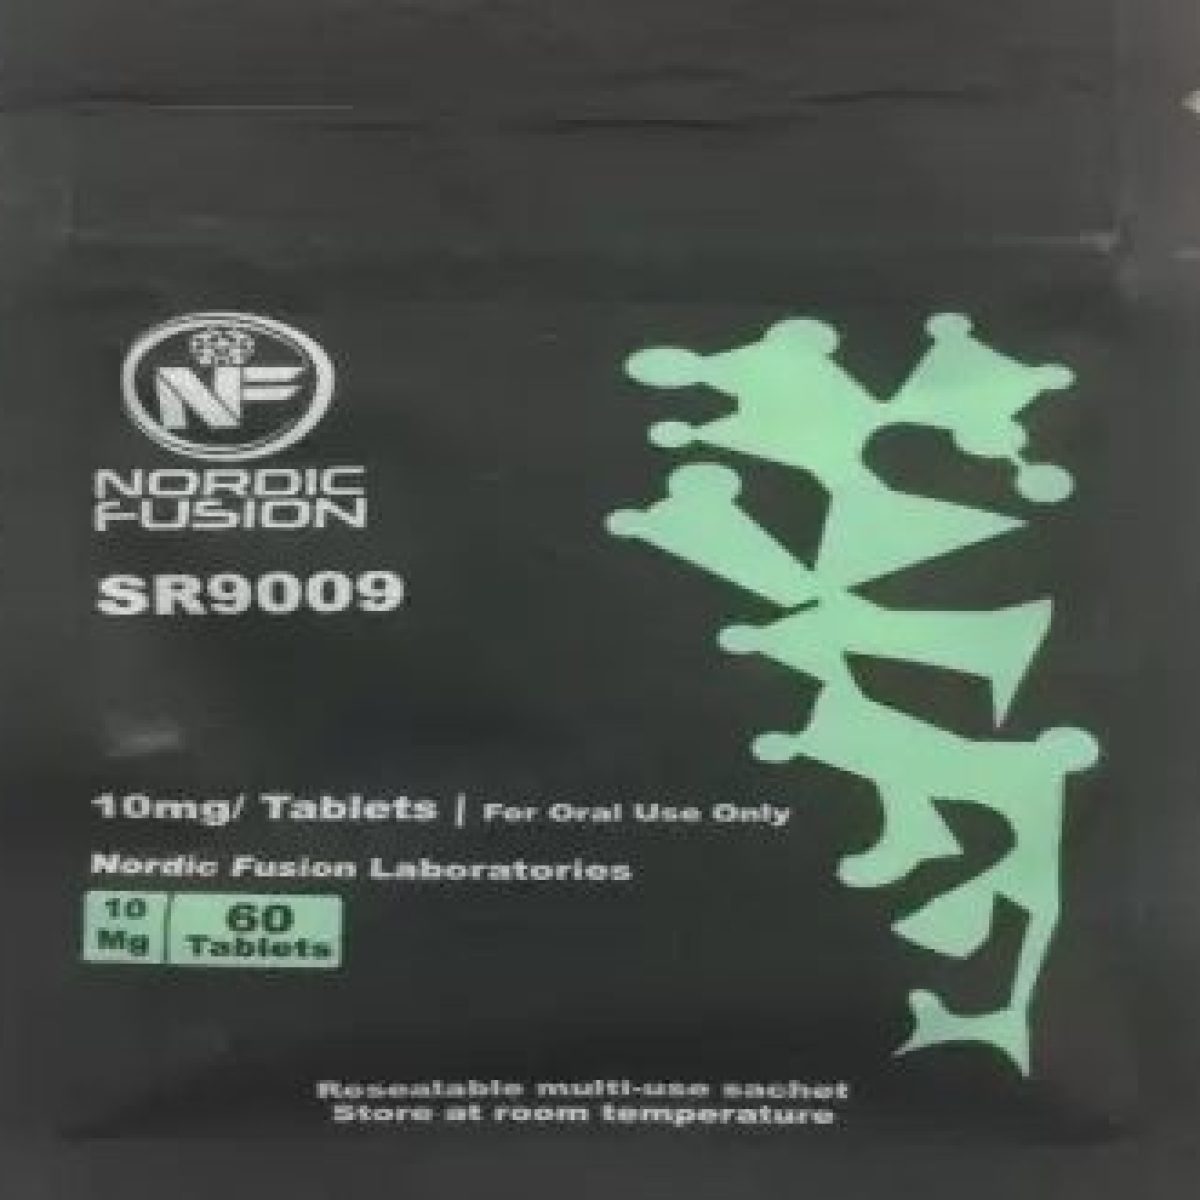 NF
NORDIC
FUSION
SR9009
10mg/ Tablets | For Oral Use Only
Nordic Fusion Laboratories
10
Mg
60
Tablets
Resealable multi-use sachet
Store at room temperature